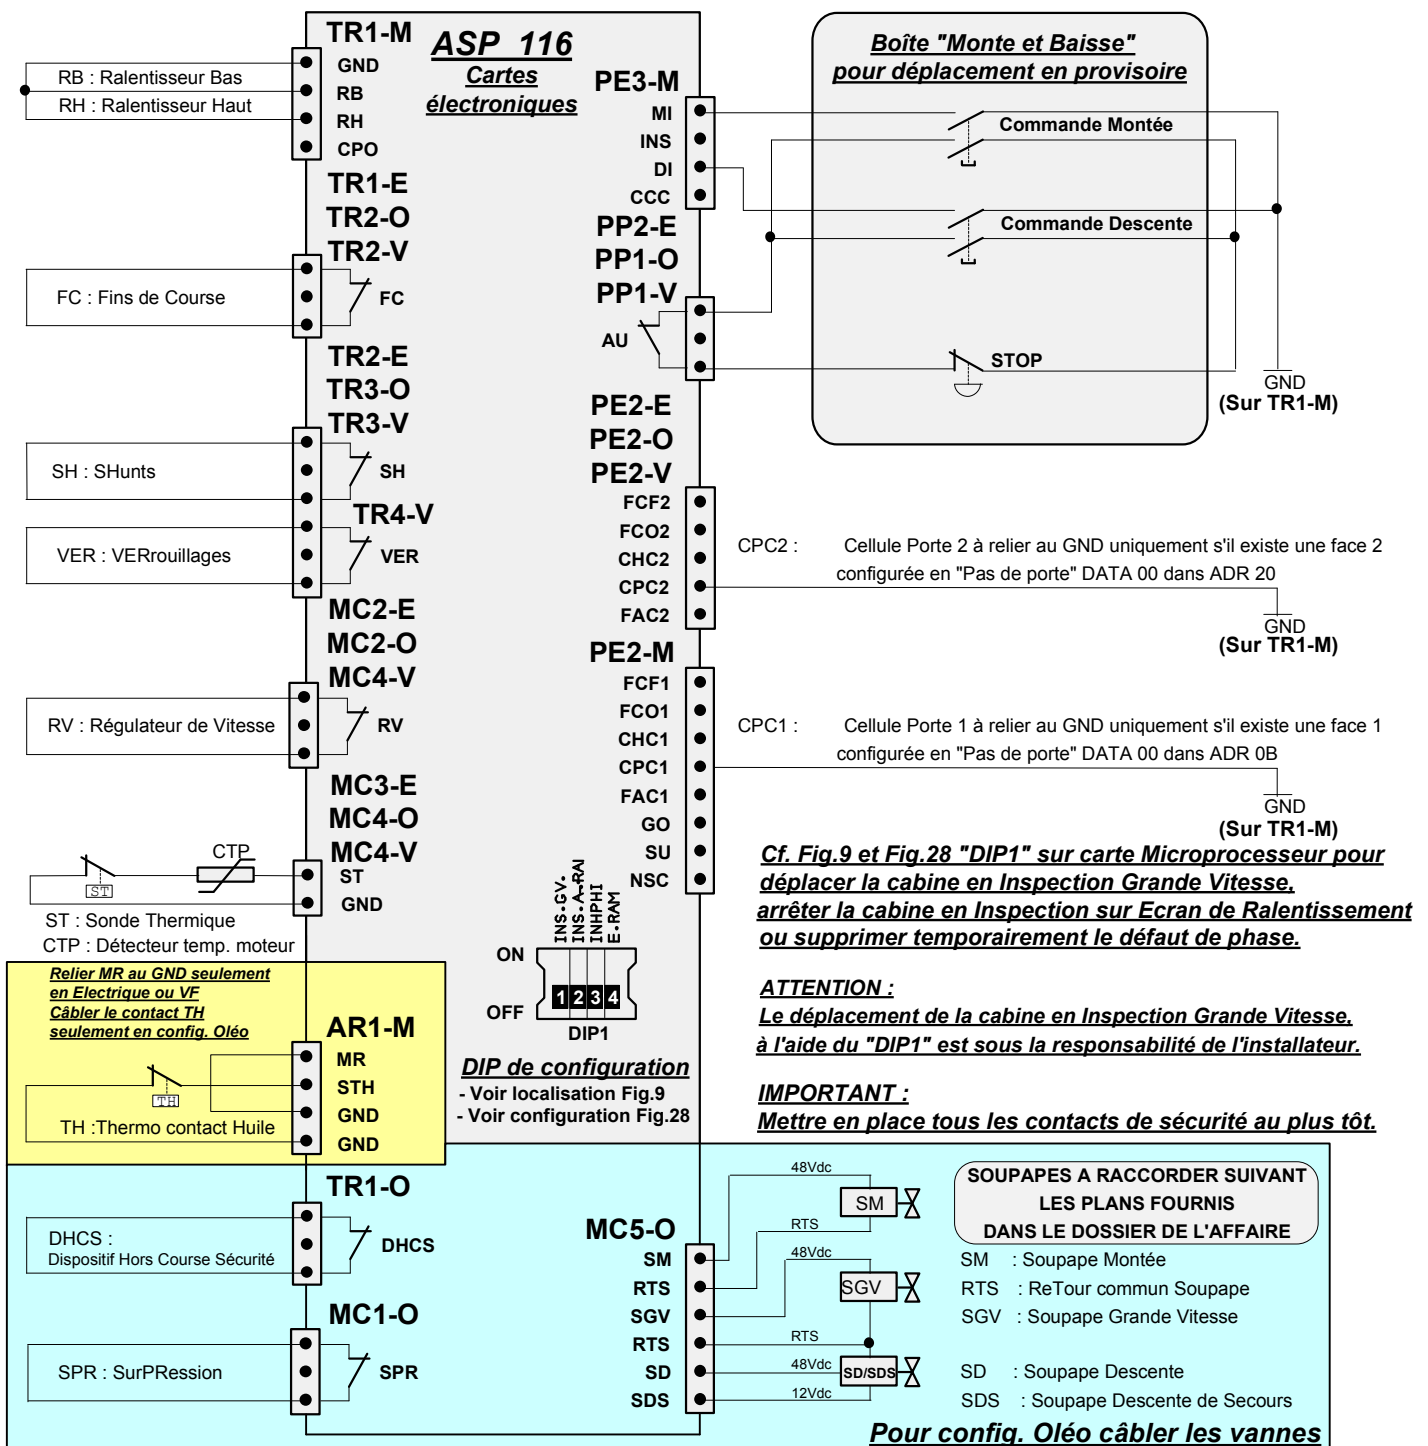 TR1-M
GND
RB
RH
CPO
RB : Ralentisseur Bas
RH : Ralentisseur Haut
TR1-E
TR2-O
TR2-V
FC : Fins de Course
FC
TR2-E
TR3-O
TR3-V
SH : SHunts
SH
TR4-V
VER : VERrouillages
VER
MC2-E
MC2-O
MC4-V
RV : Régulateur de Vitesse
RV
MC3-E
MC4-O
MC4-V
CTP
ST
ST
GND
ST : Sonde Thermique
CTP : Détecteur temp. moteur
Relier MR au GND seulement
en Electrique ou VF
Câbler le contact TH
seulement en config. Oléo
AR1-M
MR
STH
GND
GND
TH
TH :Thermo contact Huile
TR1-O
DHCS :
Dispositif Hors Course Sécurité
DHCS
MC1-O
SPR : SurPRession
SPR
ASP 116
Cartes
électroniques
PE3-M
MI
INS
DI
CCC
PP2-E
PP1-O
PP1-V
AU
PE2-E
PE2-O
PE2-V
FCF2
FCO2
CHC2
CPC2
FAC2
PE2-M
FCF1
FCO1
CHC1
CPC1
FAC1
GO
SU
NSC
INS.GV.
INS.A.RAI
INHPHI
E.RAM
ON
OFF
1 2 3 4
DIP1
DIP de configuration
- Voir localisation Fig.9
- Voir configuration Fig.28
MC5-O
SM
RTS
SGV
RTS
SD
SDS
Boîte "Monte et Baisse"
pour déplacement en provisoire
Commande Montée
Commande Descente
STOP
GND
(Sur TR1-M)
CPC2 : Cellule Porte 2 à relier au GND uniquement s'il existe une face 2
configurée en "Pas de porte" DATA 00 dans ADR 20
GND
(Sur TR1-M)
CPC1 : Cellule Porte 1 à relier au GND uniquement s'il existe une face 1
configurée en "Pas de porte" DATA 00 dans ADR 0B
GND
(Sur TR1-M)
Cf. Fig.9 et Fig.28 "DIP1" sur carte Microprocesseur pour
déplacer la cabine en Inspection Grande Vitesse,
arrêter la cabine en Inspection sur Ecran de Ralentissement
ou supprimer temporairement le défaut de phase.
ATTENTION :
Le déplacement de la cabine en Inspection Grande Vitesse,
à l'aide du "DIP1" est sous la responsabilité de l'installateur.
IMPORTANT :
Mettre en place tous les contacts de sécurité au plus tôt.
48Vdc
SM
RTS
48Vdc
SGV
RTS
48Vdc
SD/SDS
12Vdc
SOUPAPES A RACCORDER SUIVANT
LES PLANS FOURNIS
DANS LE DOSSIER DE L'AFFAIRE
SM : Soupape Montée
RTS : ReTour commun Soupape
SGV : Soupape Grande Vitesse
SD : Soupape Descente
SDS : Soupape Descente de Secours
Pour config. Oléo câbler les vannes